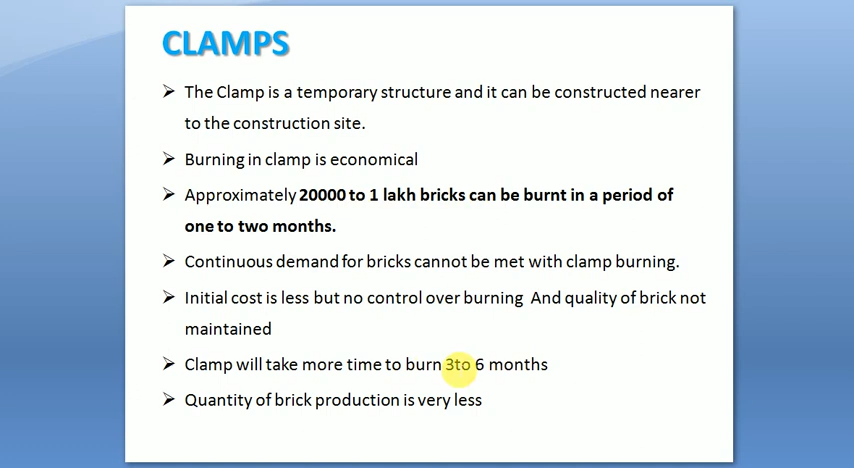 CLAMPS
➢ The Clamp is a temporary structure and it can be constructed nearer
to the construction site.
➢ Burning in clamp is economical
➢ Approximately 20000 to 1 lakh bricks can be burnt in a period of
one to two months.
➢ Continuous demand for bricks cannot be met with clamp burning.
➢ Initial cost is less but no control over burning And quality of brick not
maintained
➢ Clamp will take more time to burn 3to 6 months
➢ Quantity of brick production is very less